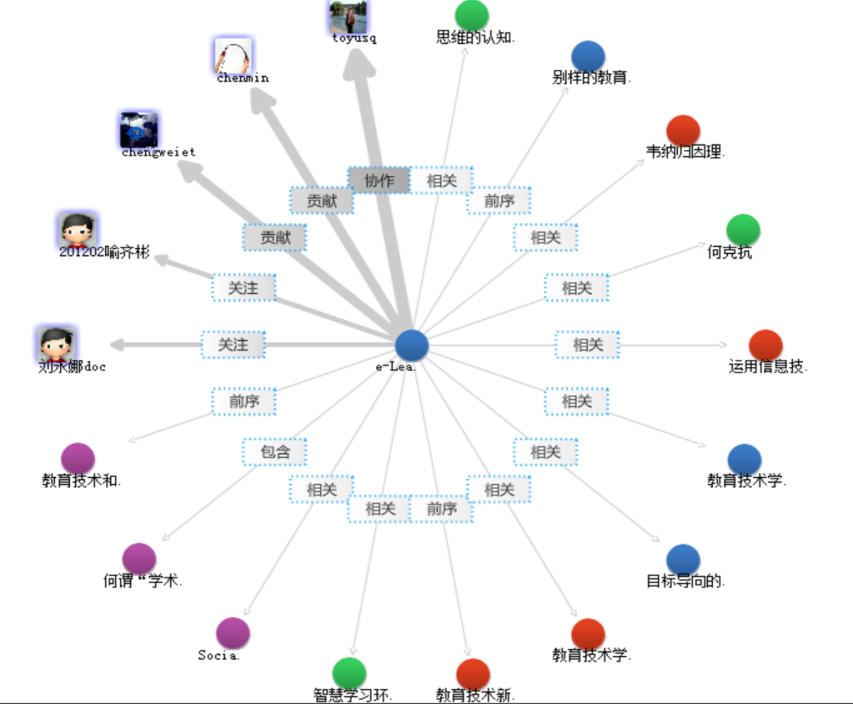 toyusq
思维的认知.
chenmin
别样的教育.
chengweiet
韦纳归因理.
协作
相关
贡献
前序
贡献
相关
201202喻齐彬
何克抗
关注
相关
关注
相关
刘永娜doc
e-Lea.
运用信息技.
前序
相关
包含
相关
教育技术和.
教育技术学.
相关
相关
相关
前序
何谓“学术.
目标导向的.
Socia.
教育技术学.
智慧学习环.
教育技术新.